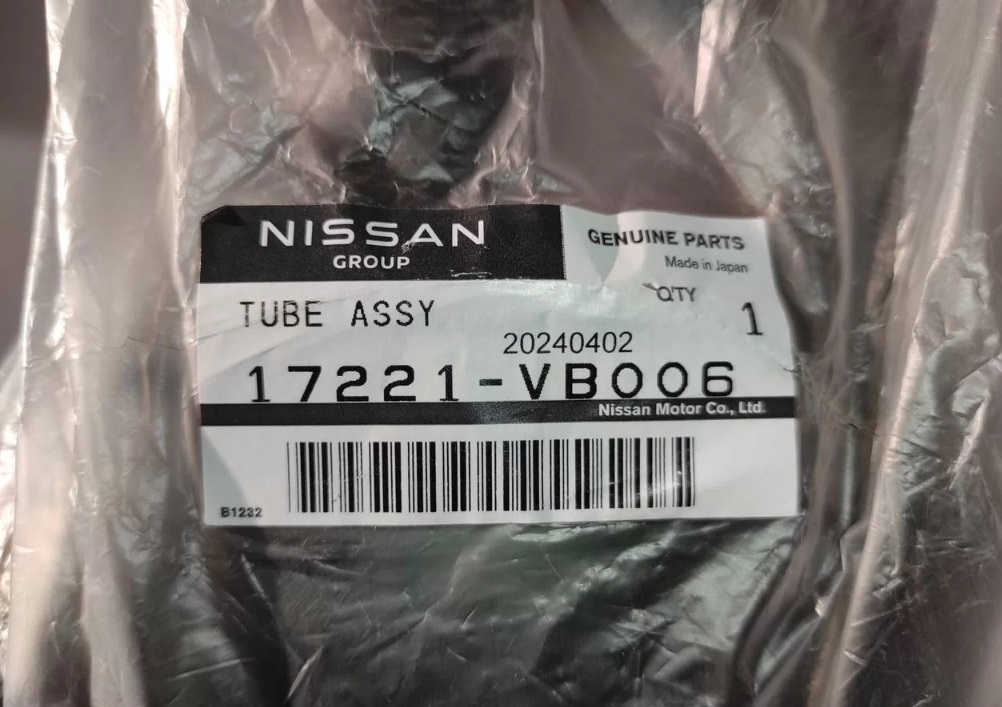 NISSAN
GROUP
GENUINE PARTS
Made in Japan
Q'TY
TUBE ASSY
1
20240402
17221-VB006
Nissan Motor Co., Ltd.
B1232